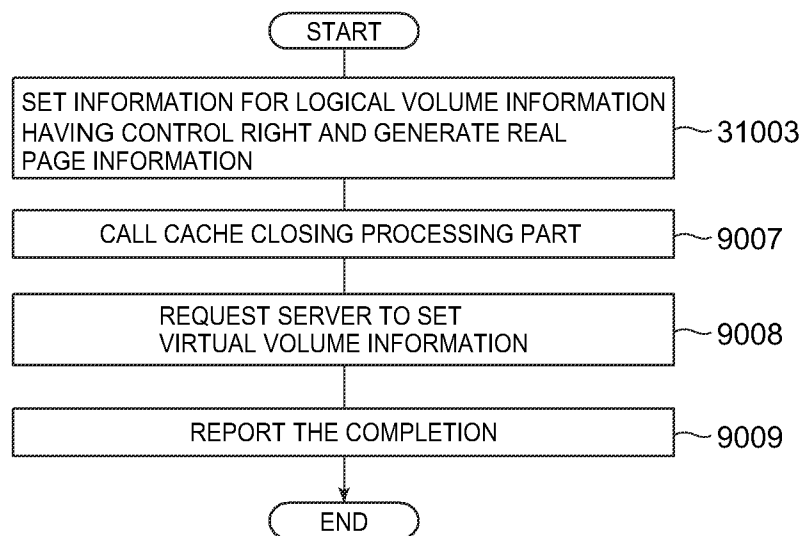 START
SET INFORMATION FOR LOGICAL VOLUME INFORMATION
HAVING CONTROL RIGHT AND GENERATE REAL
PAGE INFORMATION
31003
CALL CACHE CLOSING PROCESSING PART
9007
REQUEST SERVER TO SET
VIRTUAL VOLUME INFORMATION
9008
REPORT THE COMPLETION
9009
END